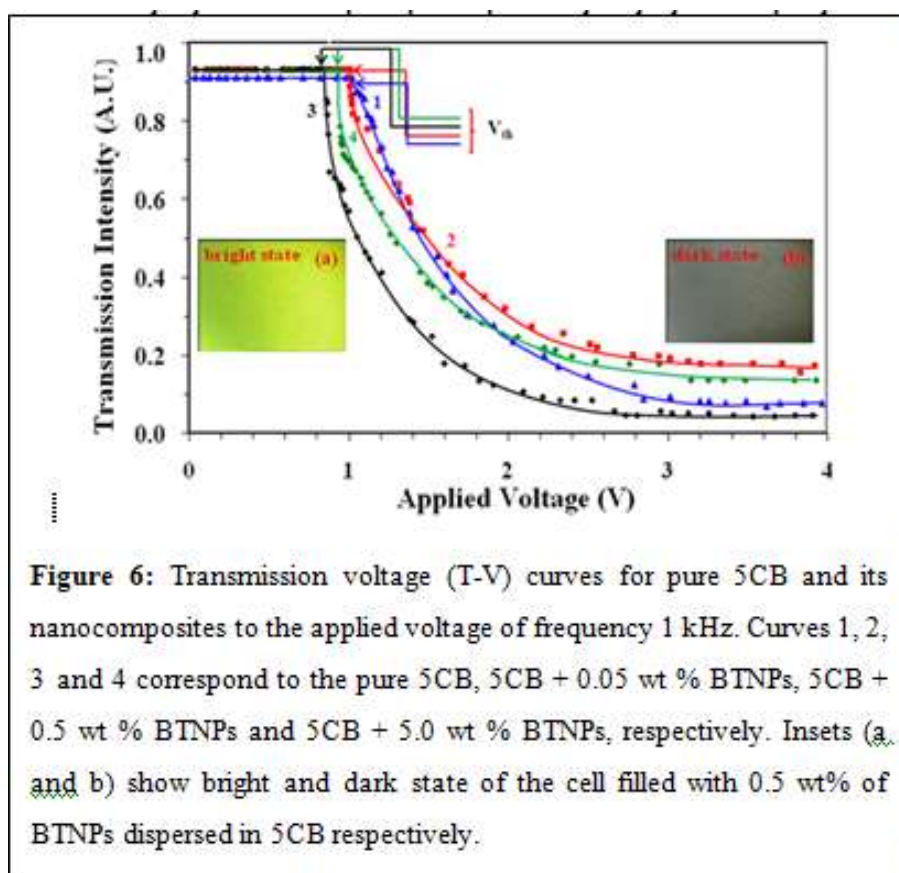 1.0
0.8
0.6
0.4
0.2
0.0
Transmission Intensity (A.U.)
3
1
4
2
V_th
bright state (a)
dark state (b)
0 1 2 3 4
Applied Voltage (V)
Figure 6: Transmission voltage (T-V) curves for pure 5CB and its
nanocomposites to the applied voltage of frequency 1 kHz. Curves 1, 2,
3 and 4 correspond to the pure 5CB, 5CB + 0.05 wt % BTNPs, 5CB +
0.5 wt % BTNPs and 5CB + 5.0 wt % BTNPs, respectively. Insets (a
and b) show bright and dark state of the cell filled with 0.5 wt% of
BTNPs dispersed in 5CB respectively.